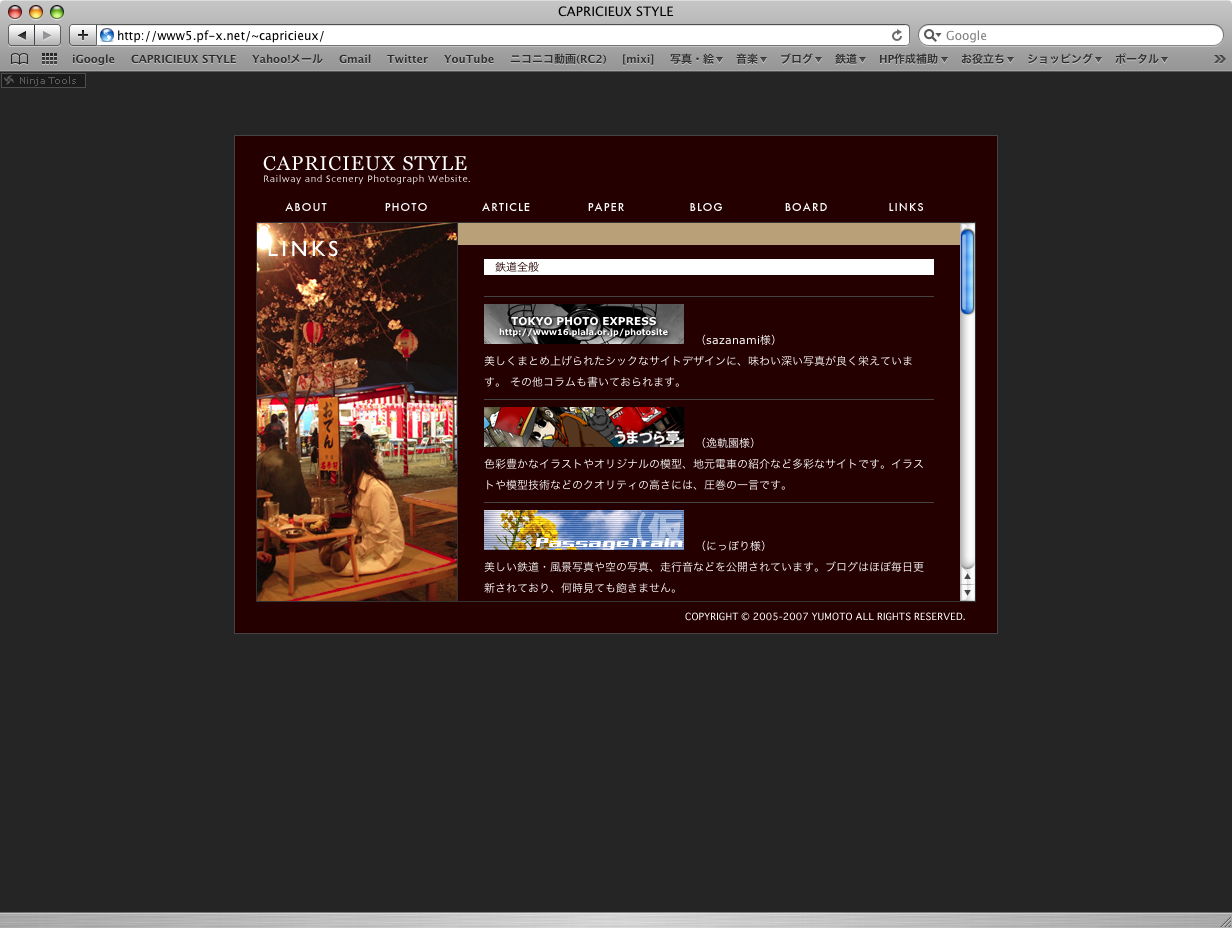 CAPRICIEUX STYLE
http://www5.pf-x.net/~capricieux/
Google
iGoogle CAPRICIEUX STYLE Yahoo!メール Gmail Twitter YouTube ニコニコ動画(RC2) [mixi] 写真・絵 音楽 ブログ 鉄道 HP作成補助 お役立ち ショッピング ポータル
Ninja Tools
CAPRICIEUX STYLE
Railway and Scenery Photograph Website.
ABOUT PHOTO ARTICLE PAPER BLOG BOARD LINKS
LINKS
おでん
鉄道全般
TOKYO PHOTO EXPRESS
http://www16.plala.or.jp/photosite
（sazanami様）
美しくまとめ上げられたシックなサイトデザインに、味わい深い写真が良く栄えていま
す。 その他コラムも書いておられます。
うまづら亭
（逸軌園様）
色彩豊かなイラストやオリジナルの模型、地元電車の紹介など多彩なサイトです。イラス
トや模型技術などのクオリティの高さには、圧巻の一言です。
(仮)
PassageTrain
（にっぽり様）
美しい鉄道・風景写真や空の写真、走行音などを公開されています。ブログはほぼ毎日更
新されており、何時見ても飽きません。
COPYRIGHT © 2005-2007 YUMOTO ALL RIGHTS RESERVED.